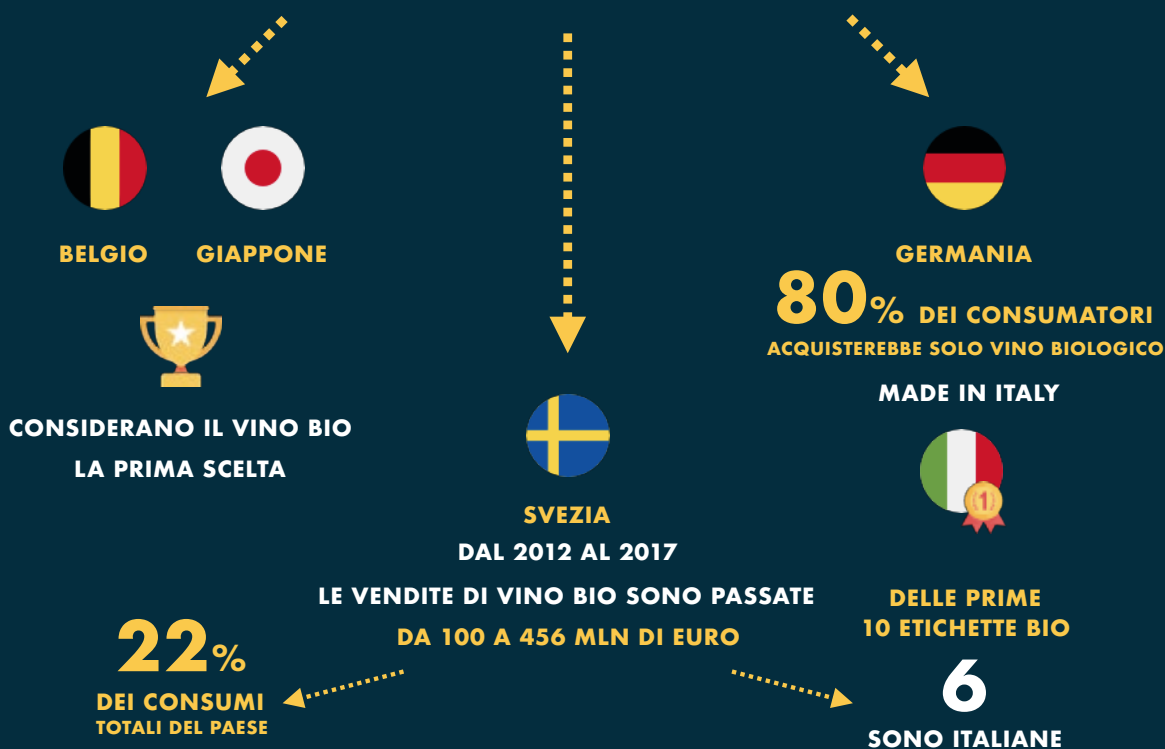 BELGIO
GIAPPONE
CONSIDERANO IL VINO BIO
LA PRIMA SCELTA
GERMANIA
80% DEI CONSUMATORI
ACQUISTEREBBE SOLO VINO BIOLOGICO
MADE IN ITALY
1
SVEZIA
DAL 2012 AL 2017
LE VENDITE DI VINO BIO SONO PASSATE
DA 100 A 456 MLN DI EURO
22%
DEI CONSUMI
TOTALI DEL PAESE
DELLE PRIME
10 ETICHETTE BIO
6
SONO ITALIANE